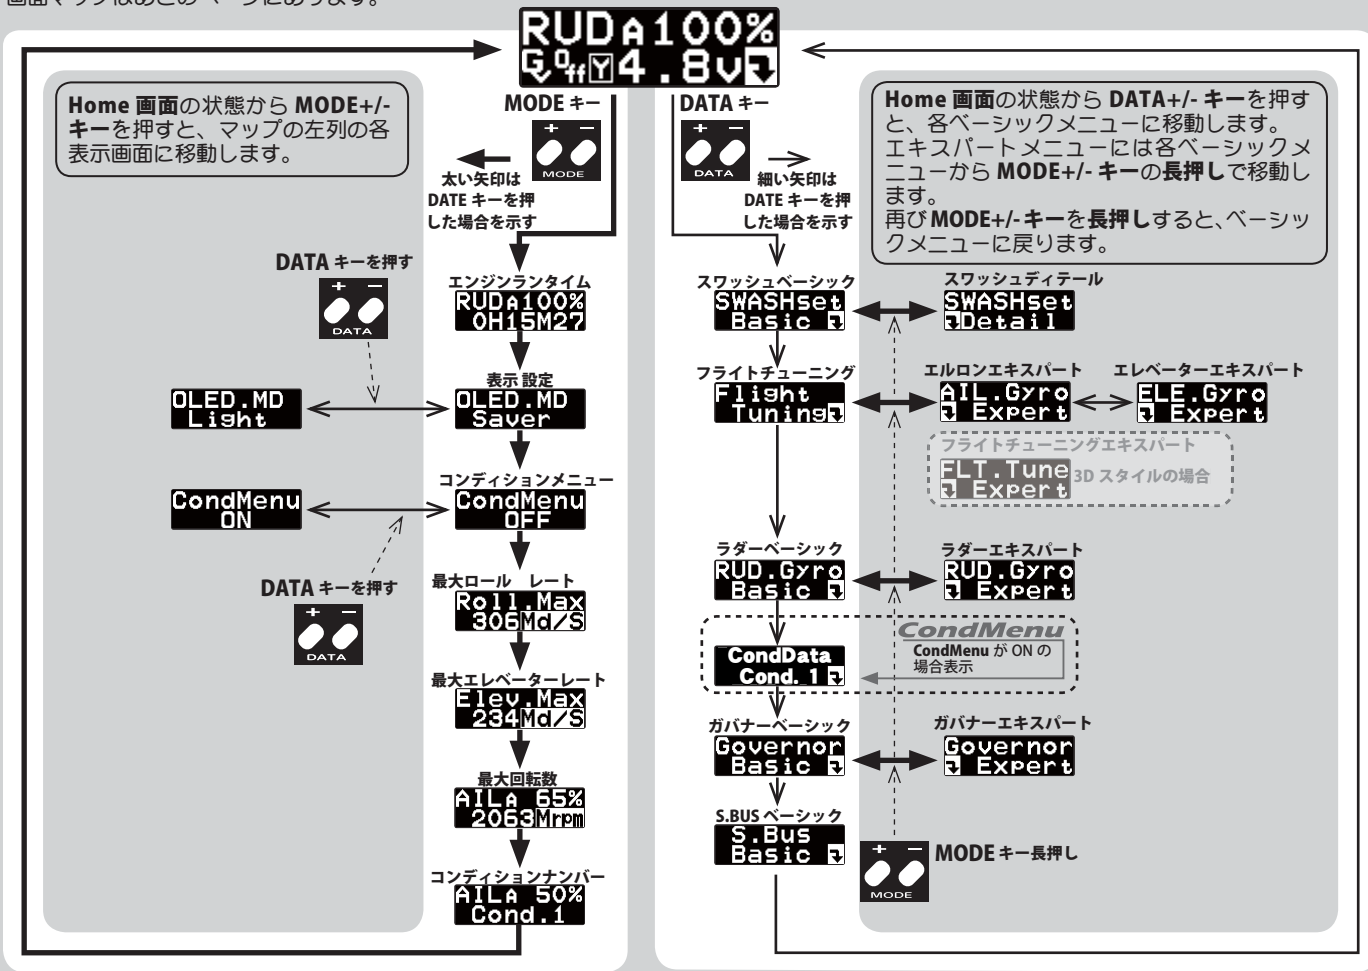 画面マップはあとのページにあります。
RUDA100%
G Off Y 4.8v
Home 画面の状態から MODE+/-
キーを押すと、マップの左列の各
表示画面に移動します。
MODE キー
+ −
MODE
太い矢印は
DATE キーを押
した場合を示す
DATA キー
+ −
DATA
細い矢印は
DATE キーを押
した場合を示す
Home 画面の状態から DATA+/- キーを押す
と、各ベーシックメニューに移動します。
エキスパートメニューには各ベーシックメ
ニューから MODE+/- キーの長押しで移動し
ます。
再び MODE+/- キーを長押しすると、ベーシッ
クメニューに戻ります。
DATA キーを押す
+ −
DATA
エンジンランタイム
RUDA100%
0H15M27
表示 設定
OLED.MD
Light
OLED.MD
Saver
コンディションメニュー
CondMenu
ON
CondMenu
OFF
DATA キーを押す
+ −
DATA
最大ロール レート
Roll.Max
306Md/S
最大エレベーターレート
Elev.Max
234Md/S
最大回転数
AILA 65%
2063Mrpm
コンディションナンバー
AILA 50%
Cond.1
スワッシュベーシック
SWASHset
Basic
スワッシュディテール
SWASHset
Detail
フライトチューニング
Flight
Tuning
エルロンエキスパート
AIL.Gyro
Expert
エレベーターエキスパート
ELE.Gyro
Expert
フライトチューニングエキスパート
FLT.Tune
Expert
3D スタイルの場合
ラダーベーシック
RUD.Gyro
Basic
ラダーエキスパート
RUD.Gyro
Expert
CondMenu
CondMenu が ON の
場合表示
CondData
Cond. 1
ガバナーベーシック
Governor
Basic
ガバナーエキスパート
Governor
Expert
S.BUS ベーシック
S.Bus
Basic
+ −
MODE
MODE キー長押し